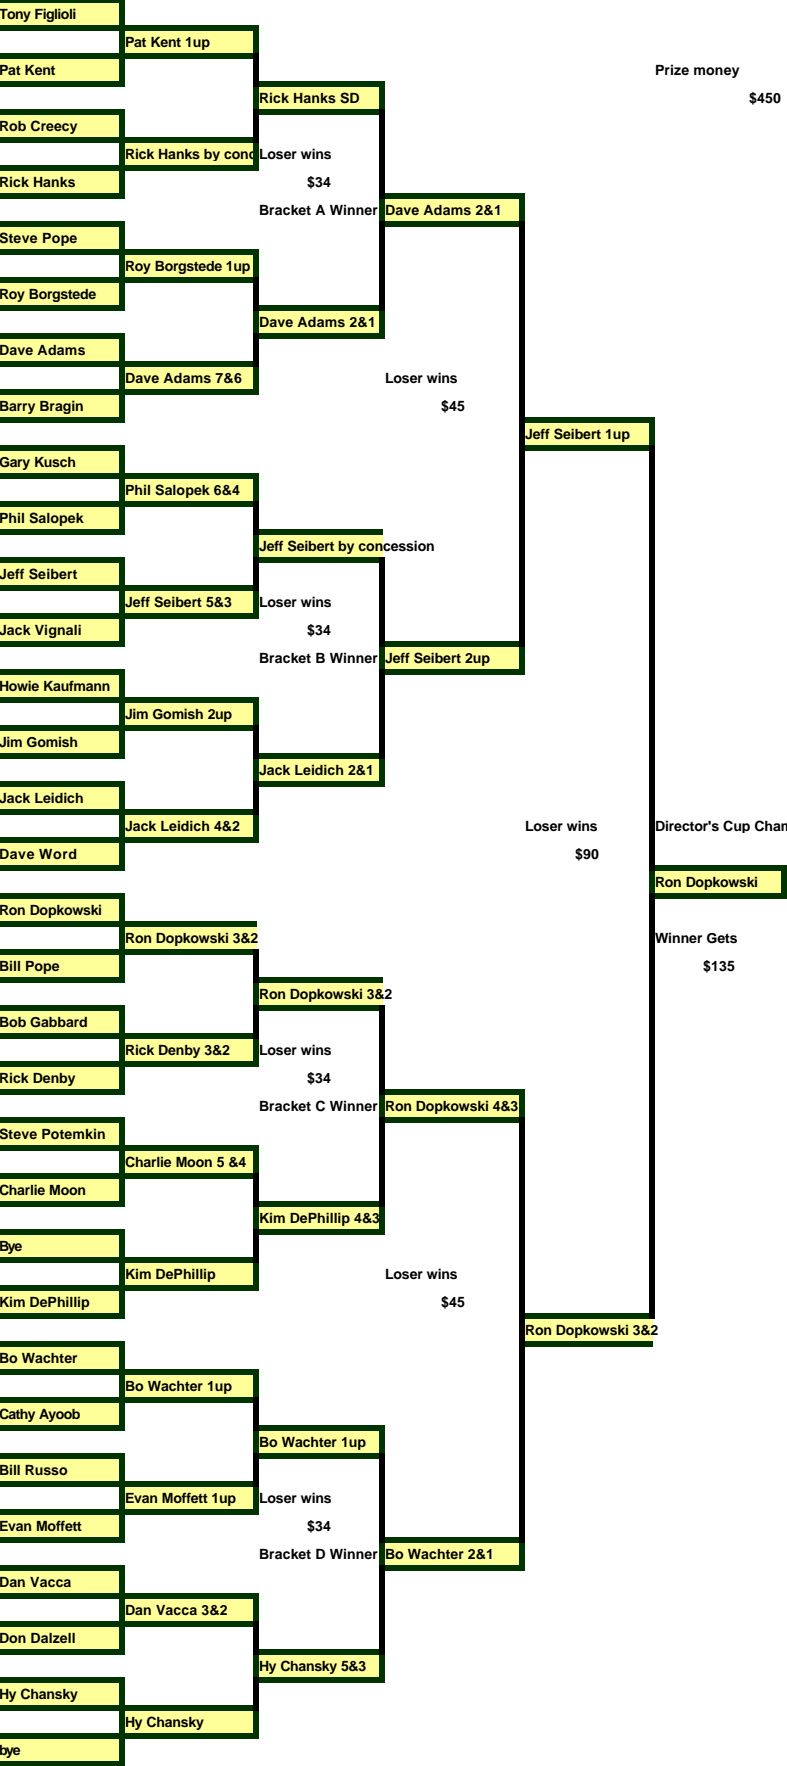 Tony Figlioli
Pat Kent 1up
Pat Kent
Prize money
Rick Hanks SD
$450
Rob Creecy
Rick Hanks by conc
Loser wins
Rick Hanks
$34
Bracket A Winner
Dave Adams 2&1
Steve Pope
Roy Borgstede 1up
Roy Borgstede
Dave Adams 2&1
Dave Adams
Dave Adams 7&6
Loser wins
Barry Bragin
$45
Jeff Seibert 1up
Gary Kusch
Phil Salopek 6&4
Phil Salopek
Jeff Seibert by concession
Jeff Seibert
Jeff Seibert 5&3
Loser wins
Jack Vignali
$34
Bracket B Winner
Jeff Seibert 2up
Howie Kaufmann
Jim Gomish 2up
Jim Gomish
Jack Leidich 2&1
Jack Leidich
Jack Leidich 4&2
Loser wins
Director's Cup Cham
Dave Word
$90
Ron Dopkowski
Ron Dopkowski
Ron Dopkowski 3&2
Winner Gets
Bill Pope
$135
Ron Dopkowski 3&2
Bob Gabbard
Rick Denby 3&2
Loser wins
Rick Denby
$34
Bracket C Winner
Ron Dopkowski 4&3
Steve Potemkin
Charlie Moon 5 &4
Charlie Moon
Kim DePhillip 4&3
Bye
Kim DePhillip
Loser wins
Kim DePhillip
$45
Ron Dopkowski 3&2
Bo Wachter
Bo Wachter 1up
Cathy Ayoob
Bo Wachter 1up
Bill Russo
Evan Moffett 1up
Loser wins
Evan Moffett
$34
Bracket D Winner
Bo Wachter 2&1
Dan Vacca
Dan Vacca 3&2
Don Dalzell
Hy Chansky 5&3
Hy Chansky
Hy Chansky
bye